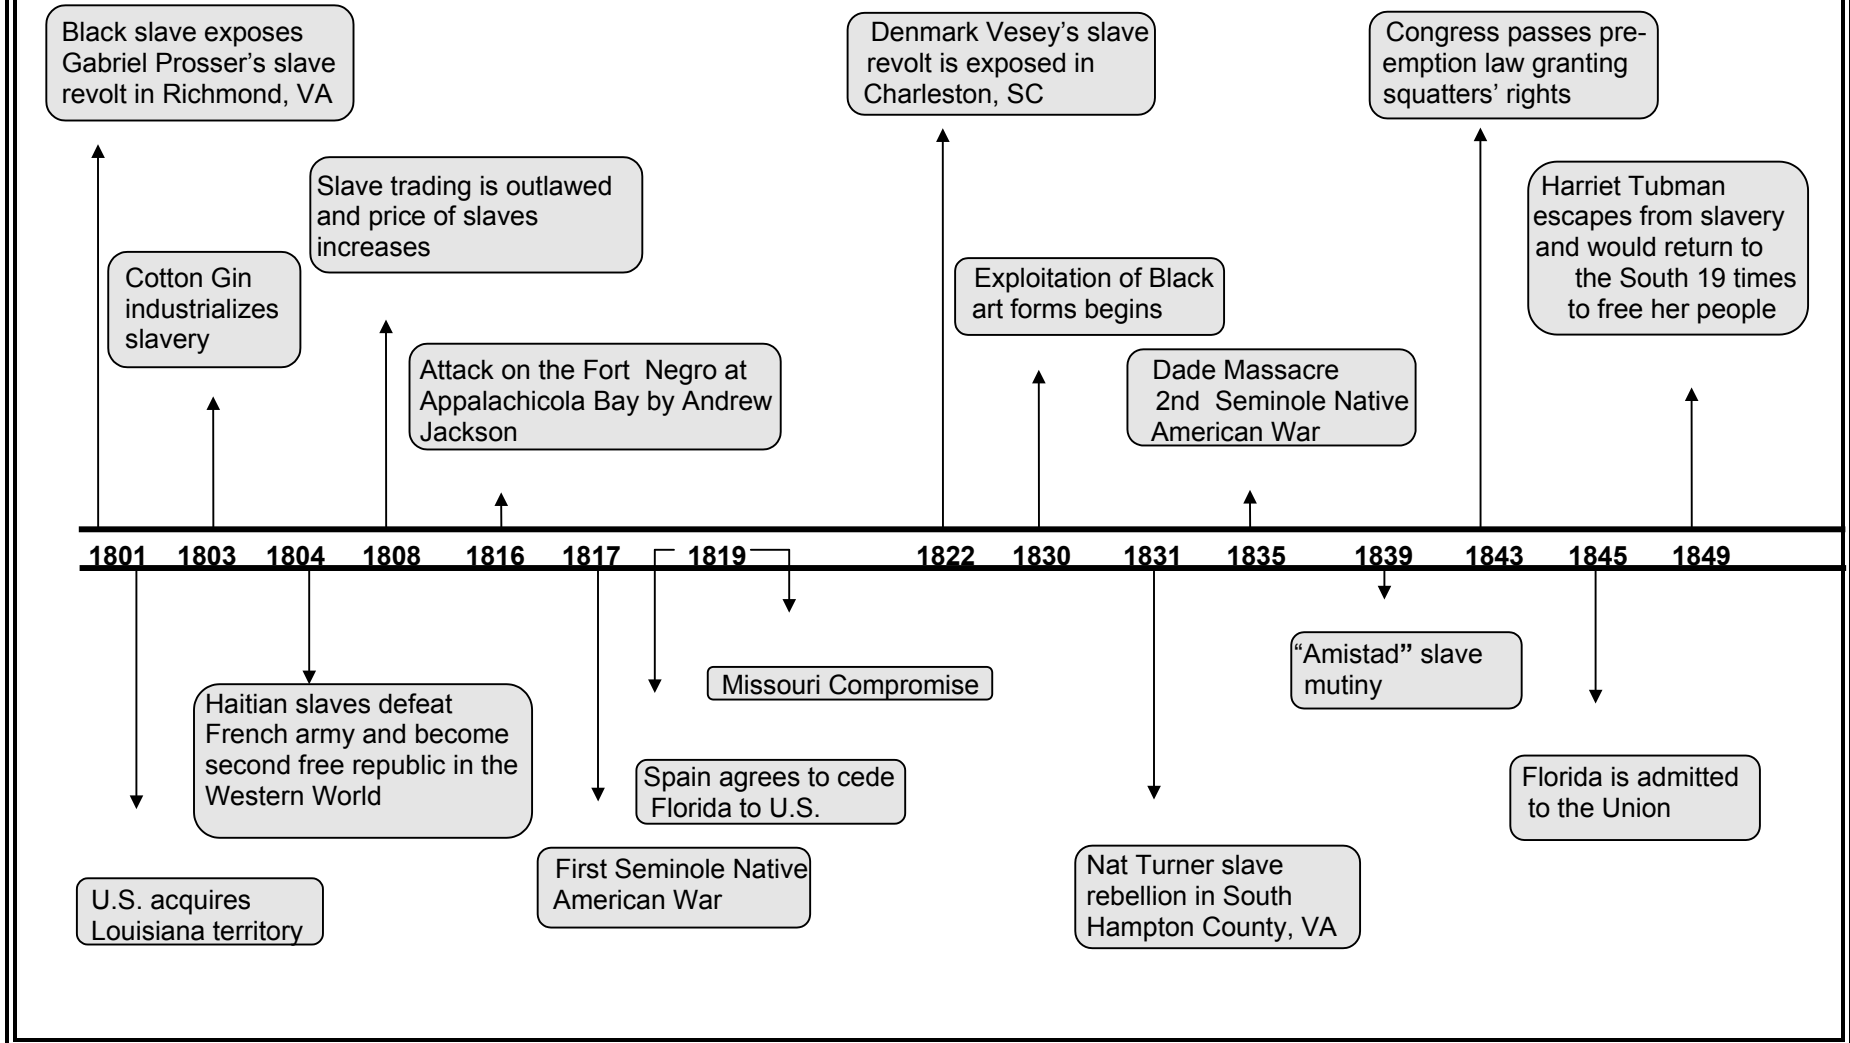 Black slave exposes
Gabriel Prosser's slave
revolt in Richmond, VA
Denmark Vesey's slave
revolt is exposed in
Charleston, SC
Congress passes pre-
emption law granting
squatters' rights
Slave trading is outlawed
and price of slaves
increases
Harriet Tubman
escapes from slavery
and would return to
the South 19 times
to free her people
Cotton Gin
industrializes
slavery
Exploitation of Black
art forms begins
Attack on the Fort Negro at
Appalachicola Bay by Andrew
Jackson
Dade Massacre
2nd Seminole Native
American War
1801 1803 1804 1808 1816 1817 1819 1822 1830 1831 1835 1839 1843 1845 1849
"Amistad" slave
mutiny
Missouri Compromise
Haitian slaves defeat
French army and become
second free republic in the
Western World
Spain agrees to cede
Florida to U.S.
Florida is admitted
to the Union
First Seminole Native
American War
Nat Turner slave
rebellion in South
Hampton County, VA
U.S. acquires
Louisiana territory